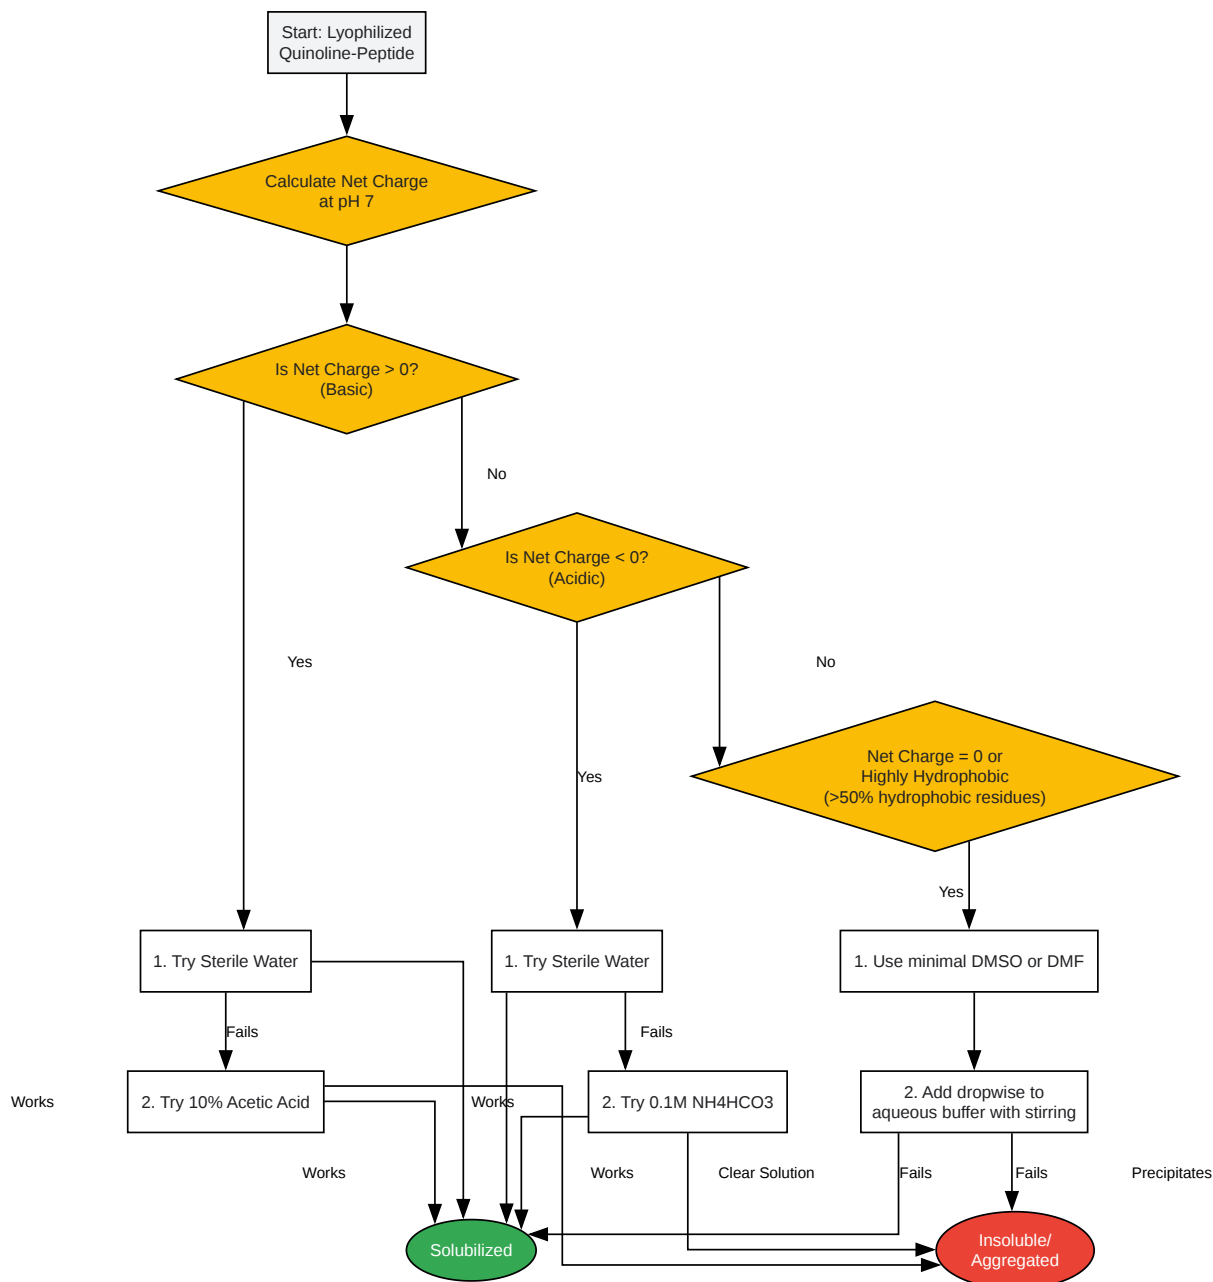 Start: Lyophilized
Quinoline-Peptide
Calculate Net Charge
at pH 7
Is Net Charge > 0?
(Basic)
No
Is Net Charge < 0?
(Acidic)
Yes
No
Net Charge = 0 or
Highly Hydrophobic
(>50% hydrophobic residues)
Yes
Yes
1. Try Sterile Water
1. Try Sterile Water
1. Use minimal DMSO or DMF
Fails
Fails
Works
2. Try 10% Acetic Acid
Works
2. Try 0.1M NH4HCO3
2. Add dropwise to
aqueous buffer with stirring
Works
Works
Clear Solution
Fails
Fails
Precipitates
Solubilized
Insoluble/
Aggregated